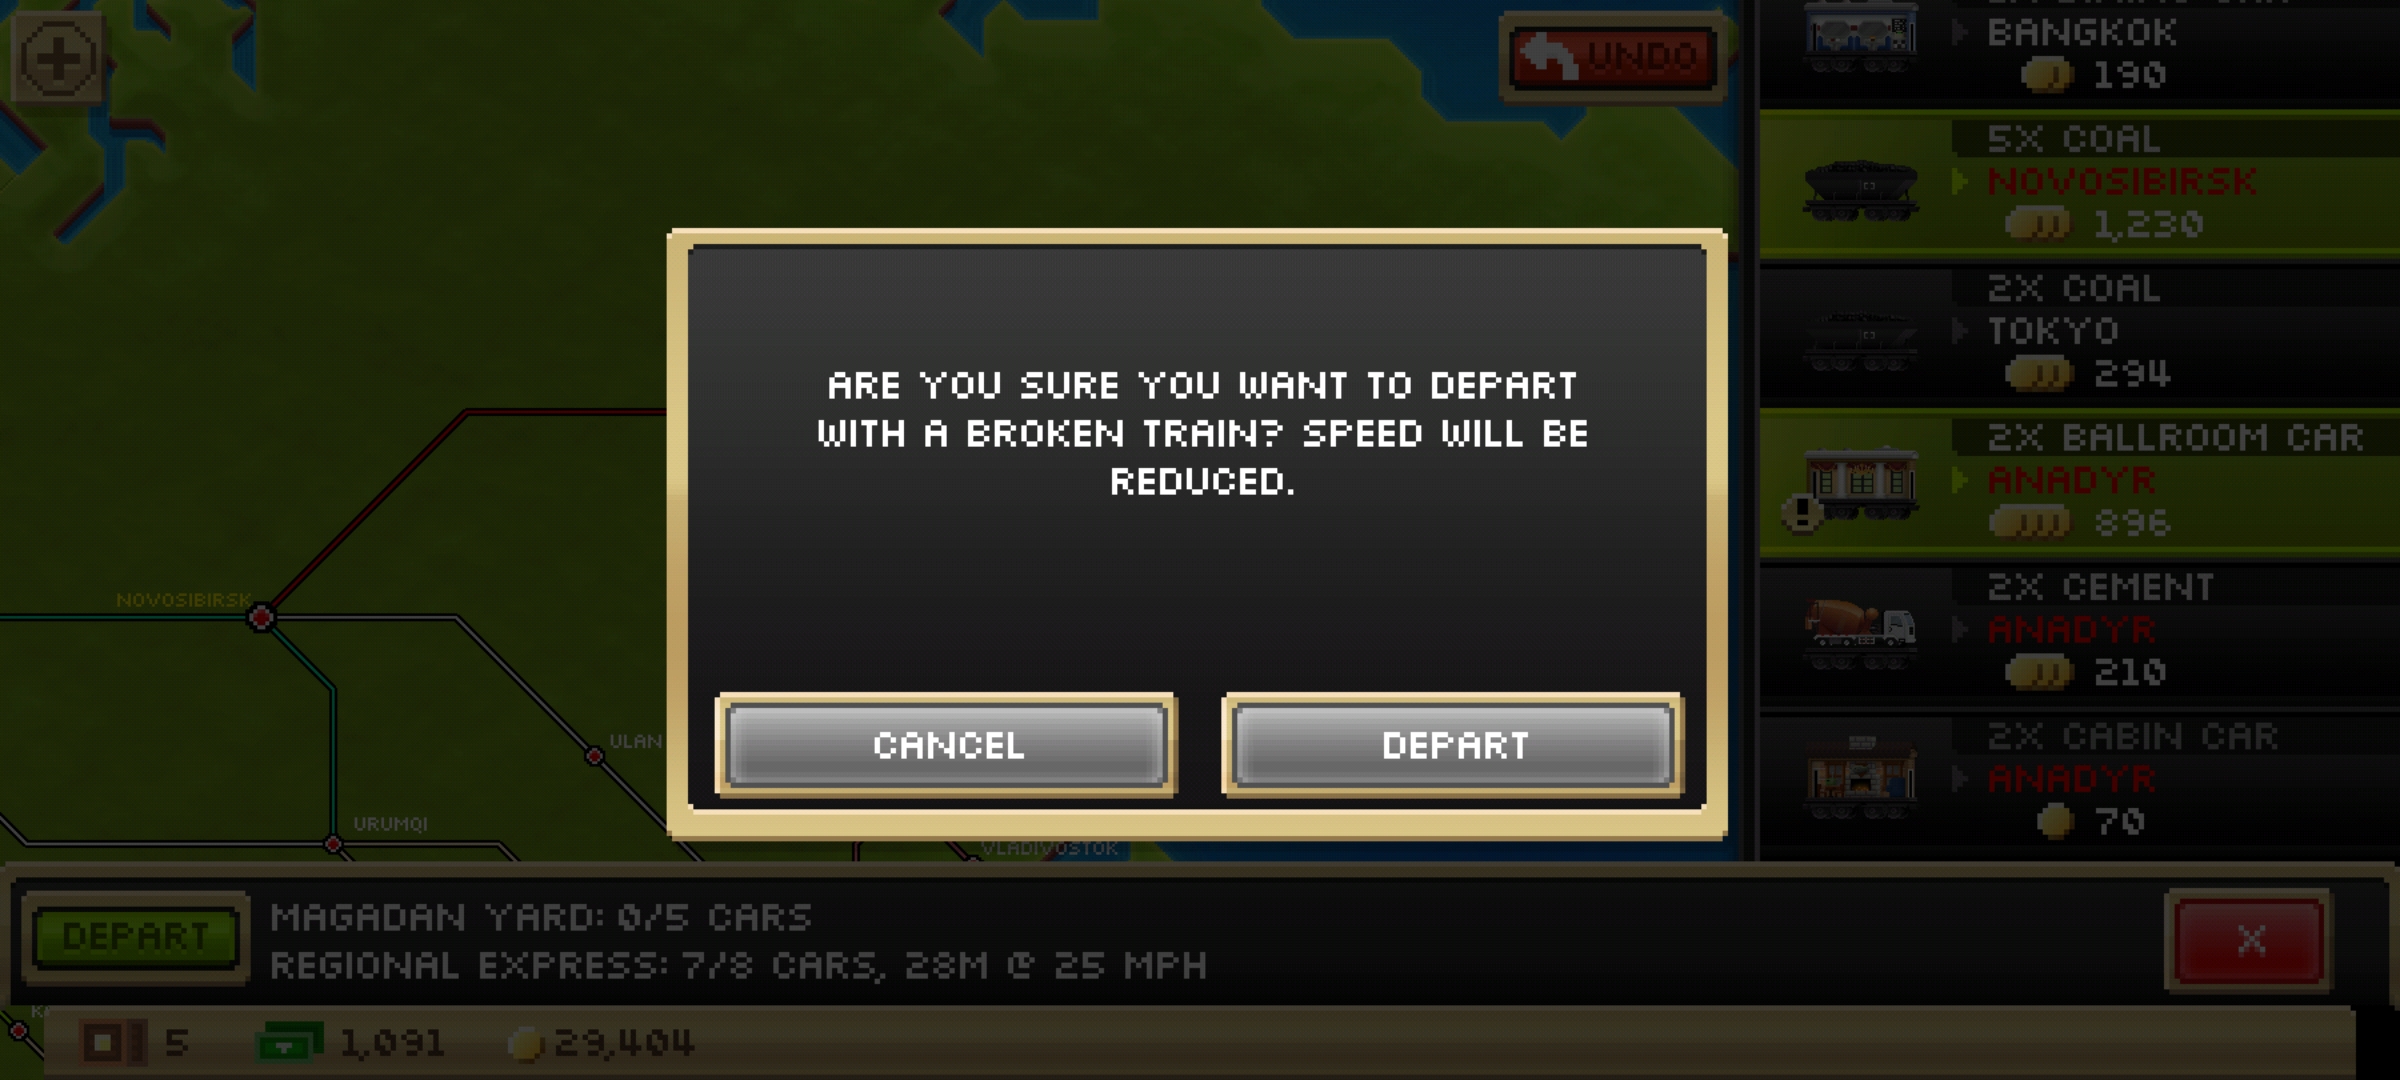 UNDO
BANGKOK
190
5X COAL
NOVOSIBIRSK
1,230
2X COAL
TOKYO
294
2X BALLROOM CAR
ANADYR
896
2X CEMENT
ANADYR
210
2X CABIN CAR
ANADYR
70
ARE YOU SURE YOU WANT TO DEPART
WITH A BROKEN TRAIN? SPEED WILL BE
REDUCED.
CANCEL
DEPART
NOVOSIBIRSK
ULAN
URUMQI
VLADIVOSTOK
DEPART
MAGADAN YARD: 0/5 CARS
REGIONAL EXPRESS: 7/8 CARS, 28M @ 25 MPH
X
5
1,091
29,404